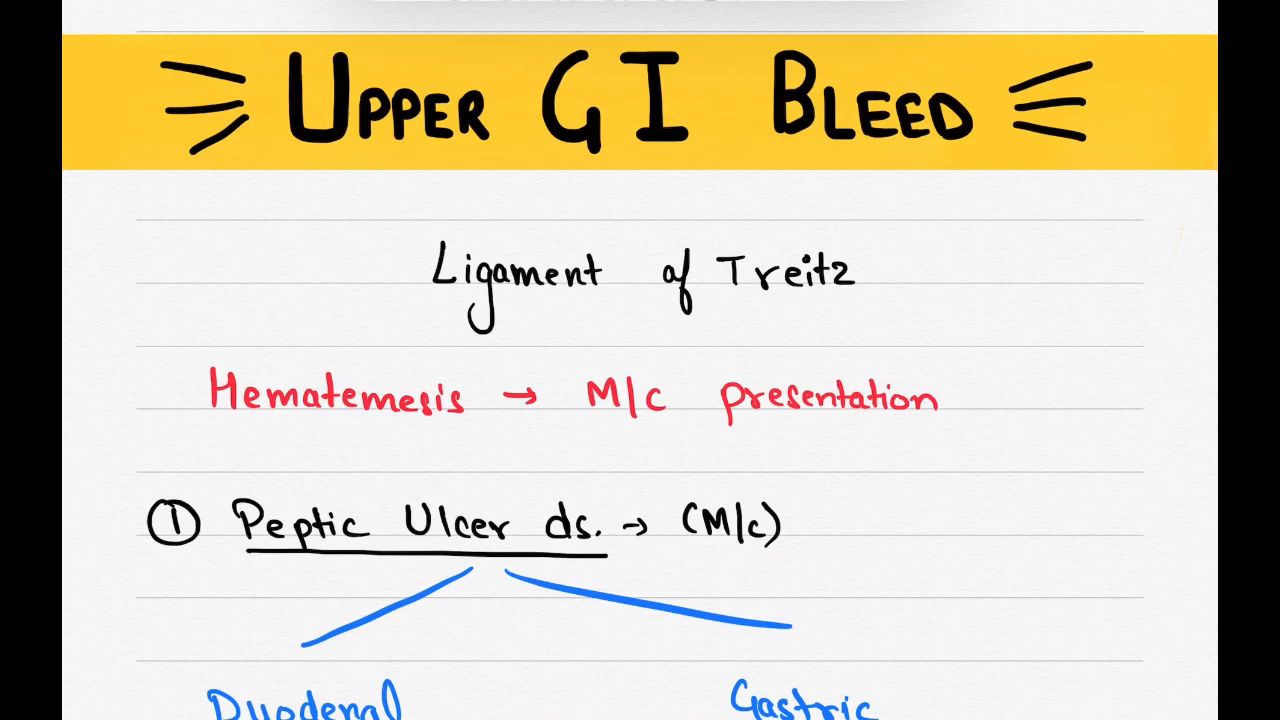 UPPER GI BLEED
Ligament of Treitz
Hematemesis → M/c presentation
① Peptic Ulcer ds. → (M/c)
Duodenal Gastric